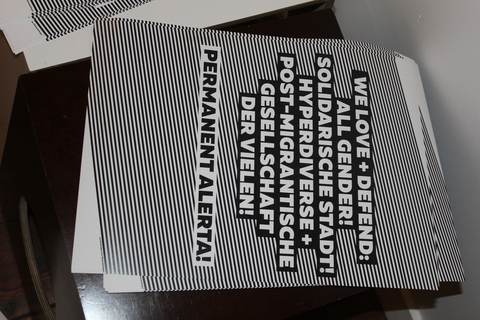 WE LOVE + DEFEND:
ALL GENDER!
SOLIDARISCHE STADT!
HYPERDIVERSE +
POST-MIGRANTISCHE
GESELLSCHAFT
DER VIELEN!
PERMANENT ALERTA!